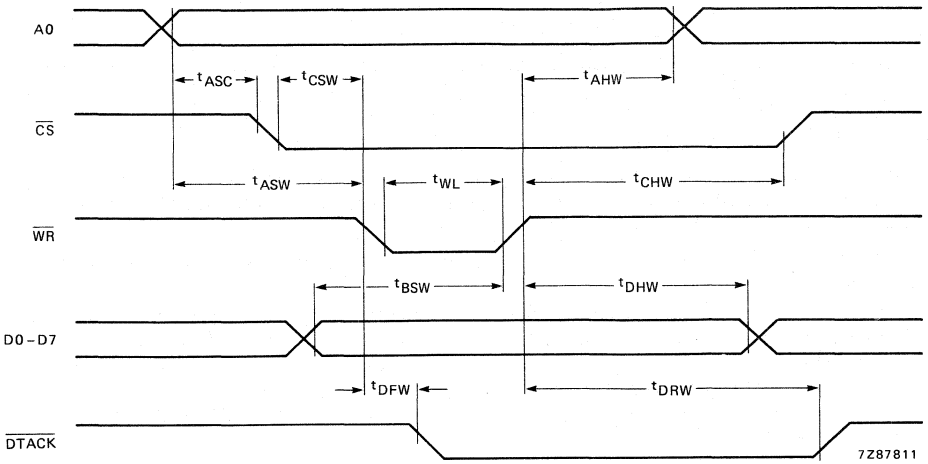 A0
tASC
tCSW
tAHW
CS
tASW
tWL
tCHW
WR
tBSW
tDHW
D0–D7
tDFW
tDRW
DTACK
7Z87811